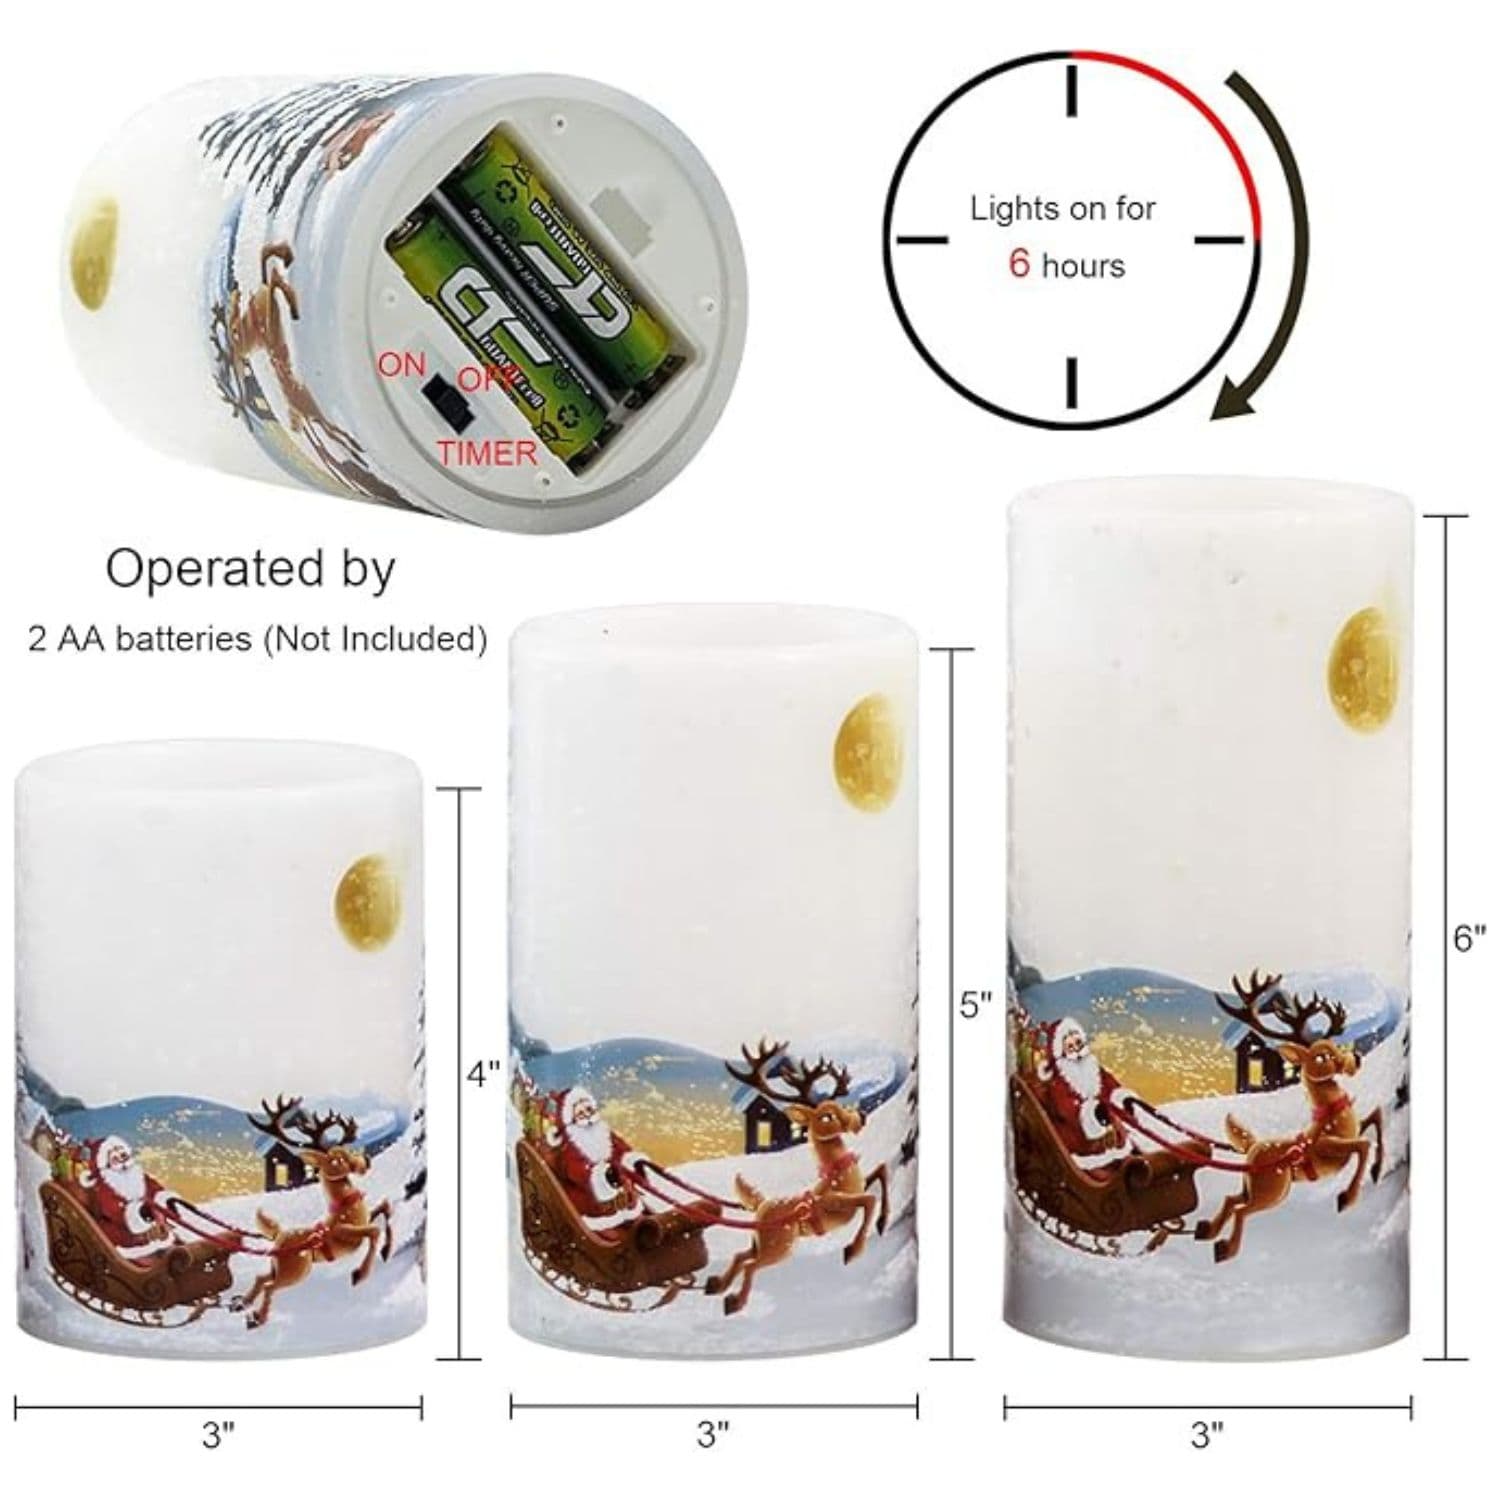 Lights on for
6 hours
ON
OFF
TIMER
Operated by
2 AA batteries (Not Included)
4"
5"
6"
3"
3"
3"